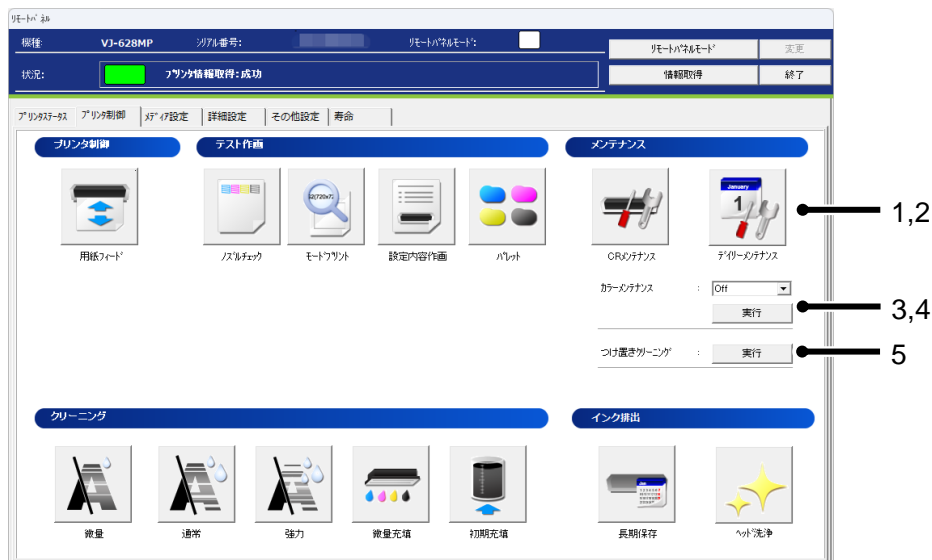 リモートパネル
機種: VJ-628MP シリアル番号: リモートパネルモード: リモートパネルモード 変更
状況: プリンタ情報取得:成功 情報取得 終了
プリンタステータス プリンタ制御 メディア設定 詳細設定 その他設定 寿命
プリンタ制御 テスト作画 メンテナンス
January
1
1,2
用紙フィード ノズルチェック モードプリント 設定内容作画 パレット CRメンテナンス デイリーメンテナンス
カラーメンテナンス : Off
実行 3,4
つけ置きクリーニング : 実行 5
クリーニング インク排出
微量 通常 強力 微量充填 初期充填 長期保存 ヘッド洗浄